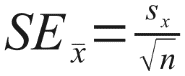 SE_x̄ = s_x / √n